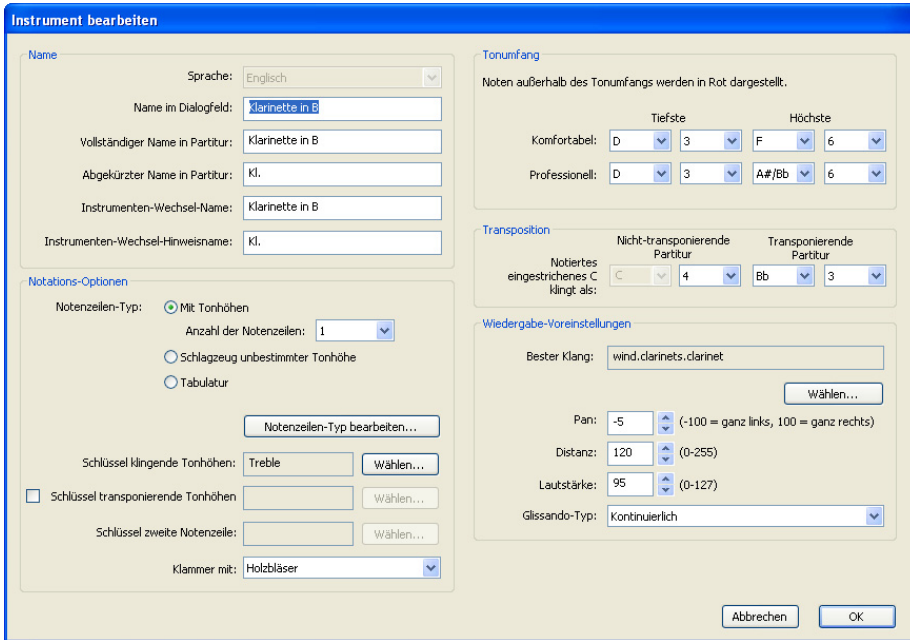 Instrument bearbeiten
Name
Sprache: Englisch
Name im Dialogfeld: Klarinette in B
Vollständiger Name in Partitur: Klarinette in B
Abgekürzter Name in Partitur: Kl.
Instrumenten-Wechsel-Name: Klarinette in B
Instrumenten-Wechsel-Hinweisname: Kl.
Notations-Optionen
Notenzeilen-Typ: Mit Tonhöhen
Anzahl der Notenzeilen: 1
Schlagzeug unbestimmter Tonhöhe
Tabulatur
Notenzeilen-Typ bearbeiten...
Schlüssel klingende Tonhöhen: Treble Wählen...
Schlüssel transponierende Tonhöhen Wählen...
Schlüssel zweite Notenzeile: Wählen...
Klammer mit: Holzbläser
Tonumfang
Noten außerhalb des Tonumfangs werden in Rot dargestellt.
Tiefste Höchste
Komfortabel: D 3 F 6
Professionell: D 3 A#/Bb 6
Transposition
Nicht-transponierende Transponierende
Partitur Partitur
Notiertes
eingestrichenes C C 4 Bb 3
klingt als:
Wiedergabe-Voreinstellungen
Bester Klang: wind.clarinets.clarinet
Wählen...
Pan: -5 (-100 = ganz links, 100 = ganz rechts)
Distanz: 120 (0-255)
Lautstärke: 95 (0-127)
Glissando-Typ: Kontinuierlich
Abbrechen OK